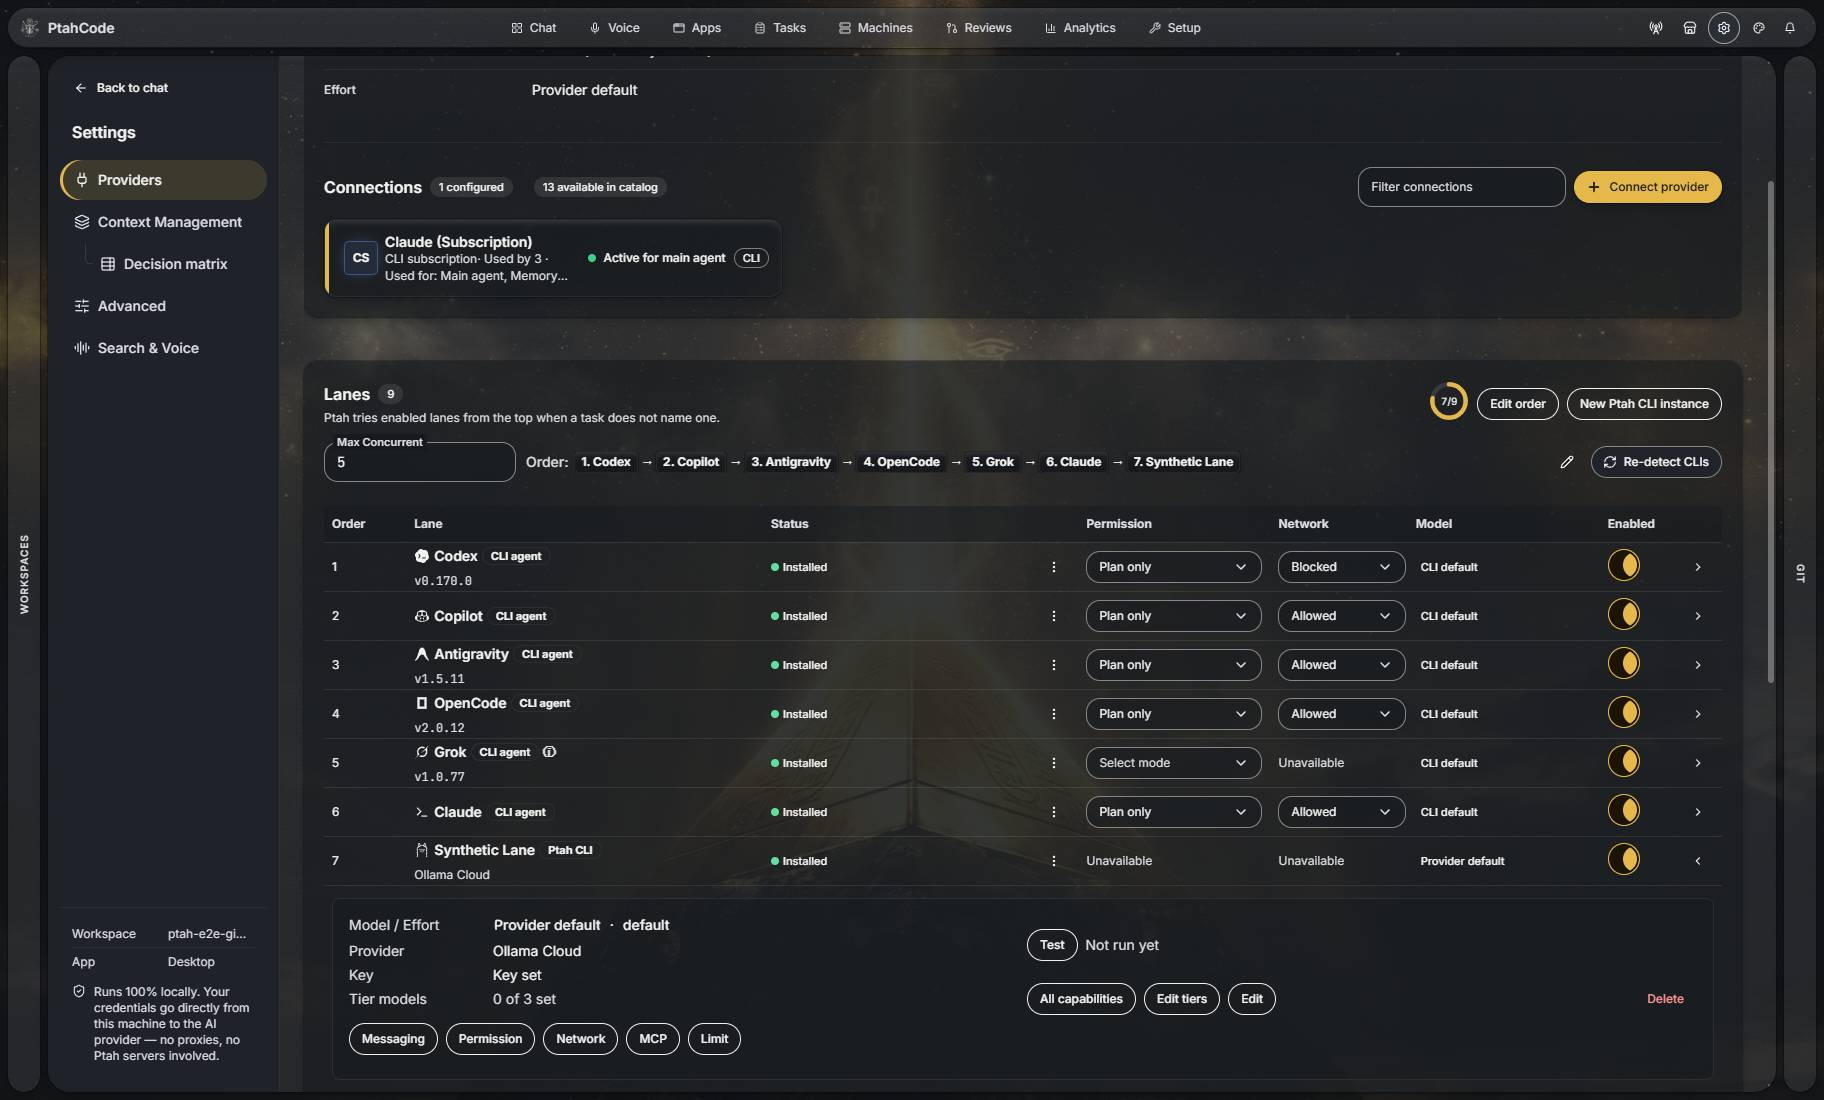 PtahCode
Chat
Voice
Apps
Tasks
Machines
Reviews
Analytics
Setup
WORKSPACES
Back to chat
Settings
Providers
Context Management
Decision matrix
Advanced
Search & Voice
Workspace ptah-e2e-gi...
App Desktop
Runs 100% locally. Your
credentials go directly from
this machine to the AI
provider — no proxies, no
Ptah servers involved.
Effort Provider default
Connections 1 configured 13 available in catalog
Filter connections
+ Connect provider
CS
Claude (Subscription)
CLI subscription· Used by 3 ·
Used for: Main agent, Memory...
Active for main agent CLI
Lanes 9
Ptah tries enabled lanes from the top when a task does not name one.
7/9
Edit order
New Ptah CLI instance
Max Concurrent
5
Order: 1. Codex → 2. Copilot → 3. Antigravity → 4. OpenCode → 5. Grok → 6. Claude → 7. Synthetic Lane
Re-detect CLIs
Order Lane Status Permission Network Model Enabled
1 Codex CLI agent Installed Plan only Blocked CLI default
v0.170.0
2 Copilot CLI agent Installed Plan only Allowed CLI default
3 Antigravity CLI agent Installed Plan only Allowed CLI default
v1.5.11
4 OpenCode CLI agent Installed Plan only Allowed CLI default
v2.0.12
5 Grok CLI agent Installed Select mode Unavailable CLI default
v1.0.77
6 Claude CLI agent Installed Plan only Allowed CLI default
7 Synthetic Lane Ptah CLI Installed Unavailable Unavailable Provider default
Ollama Cloud
Model / Effort Provider default · default
Provider Ollama Cloud
Key Key set
Tier models 0 of 3 set
Messaging Permission Network MCP Limit
Test Not run yet
All capabilities Edit tiers Edit
Delete
GIT